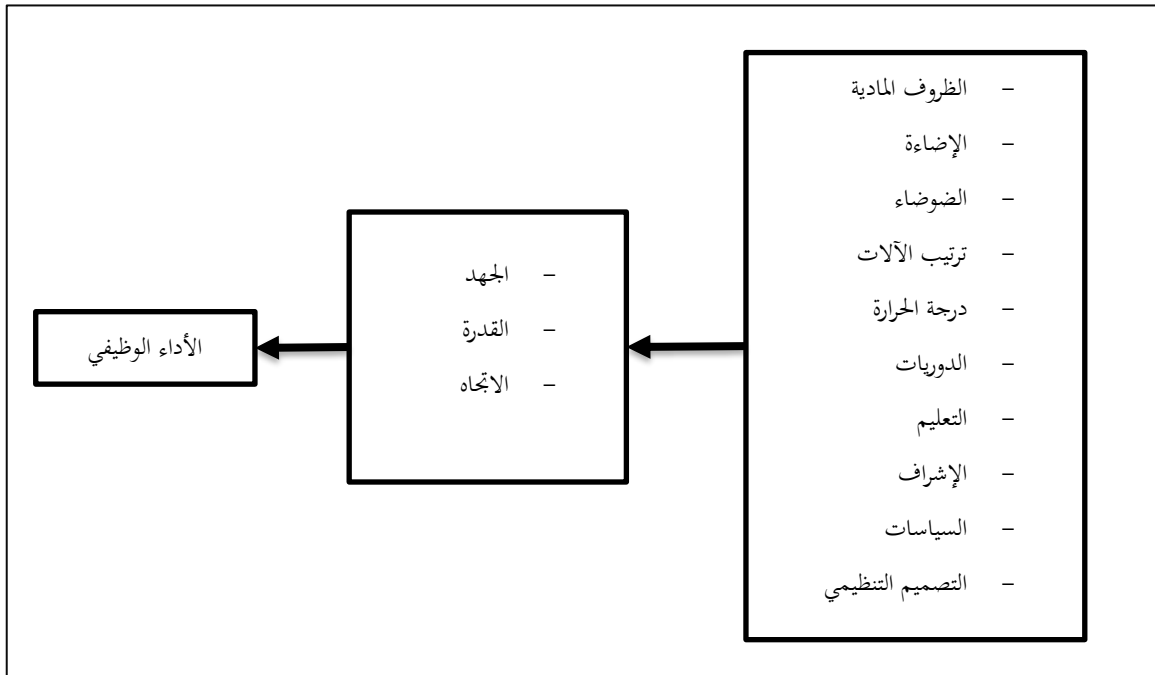 - الظروف المادية
- الإضاءة
- الضوضاء
- ترتيب الآلات
- درجة الحرارة
- الدوريات
- التعليم
- الإشراف
- السياسات
- التصميم التنظيمي
- الجهد
- القدرة
- الاتجاه
الأداء الوظيفي